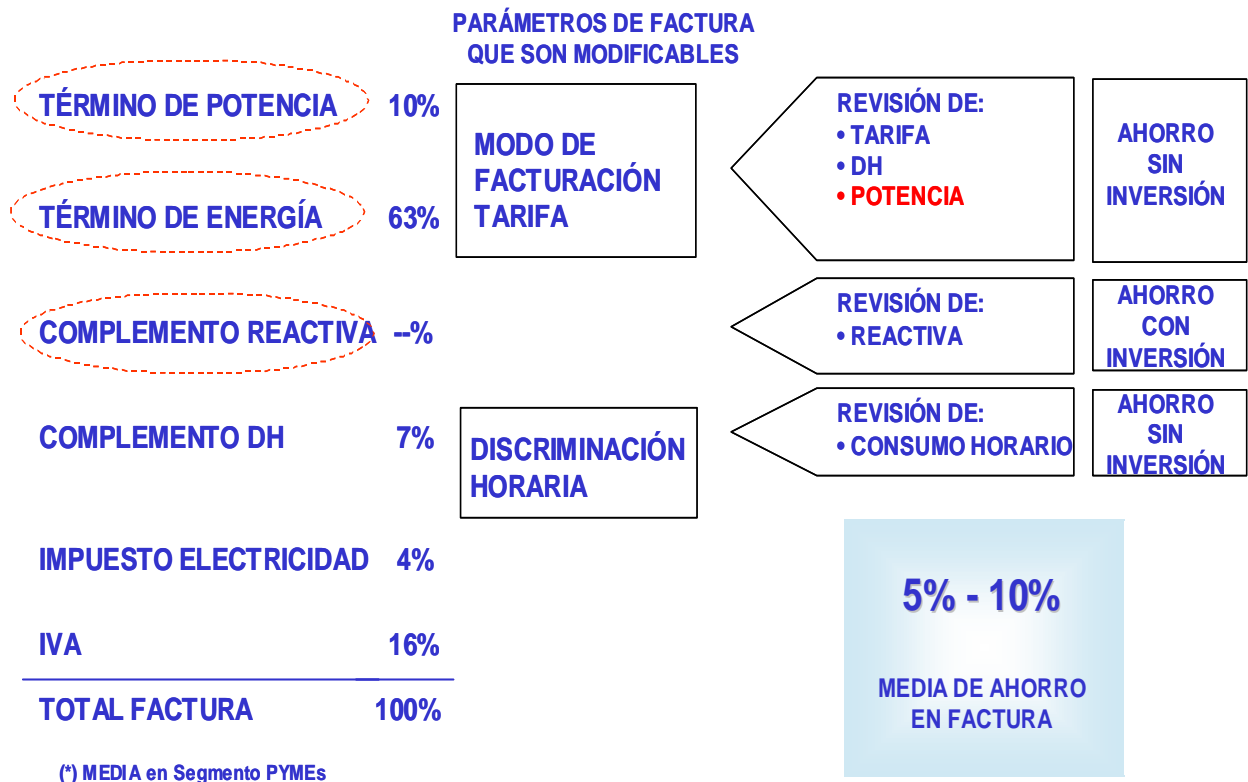 PARÁMETROS DE FACTURA
QUE SON MODIFICABLES
TÉRMINO DE POTENCIA 10%
TÉRMINO DE ENERGÍA 63%
COMPLEMENTO REACTIVA --%
COMPLEMENTO DH 7%
IMPUESTO ELECTRICIDAD 4%
IVA 16%
TOTAL FACTURA 100%
(*) MEDIA en Segmento PYMEs
MODO DE
FACTURACIÓN
TARIFA
DISCRIMINACIÓN
HORARIA
REVISIÓN DE:
• TARIFA
• DH
• POTENCIA
AHORRO
SIN
INVERSIÓN
REVISIÓN DE:
• REACTIVA
AHORRO
CON
INVERSIÓN
REVISIÓN DE:
• CONSUMO HORARIO
AHORRO
SIN
INVERSIÓN
5% - 10%
MEDIA DE AHORRO
EN FACTURA